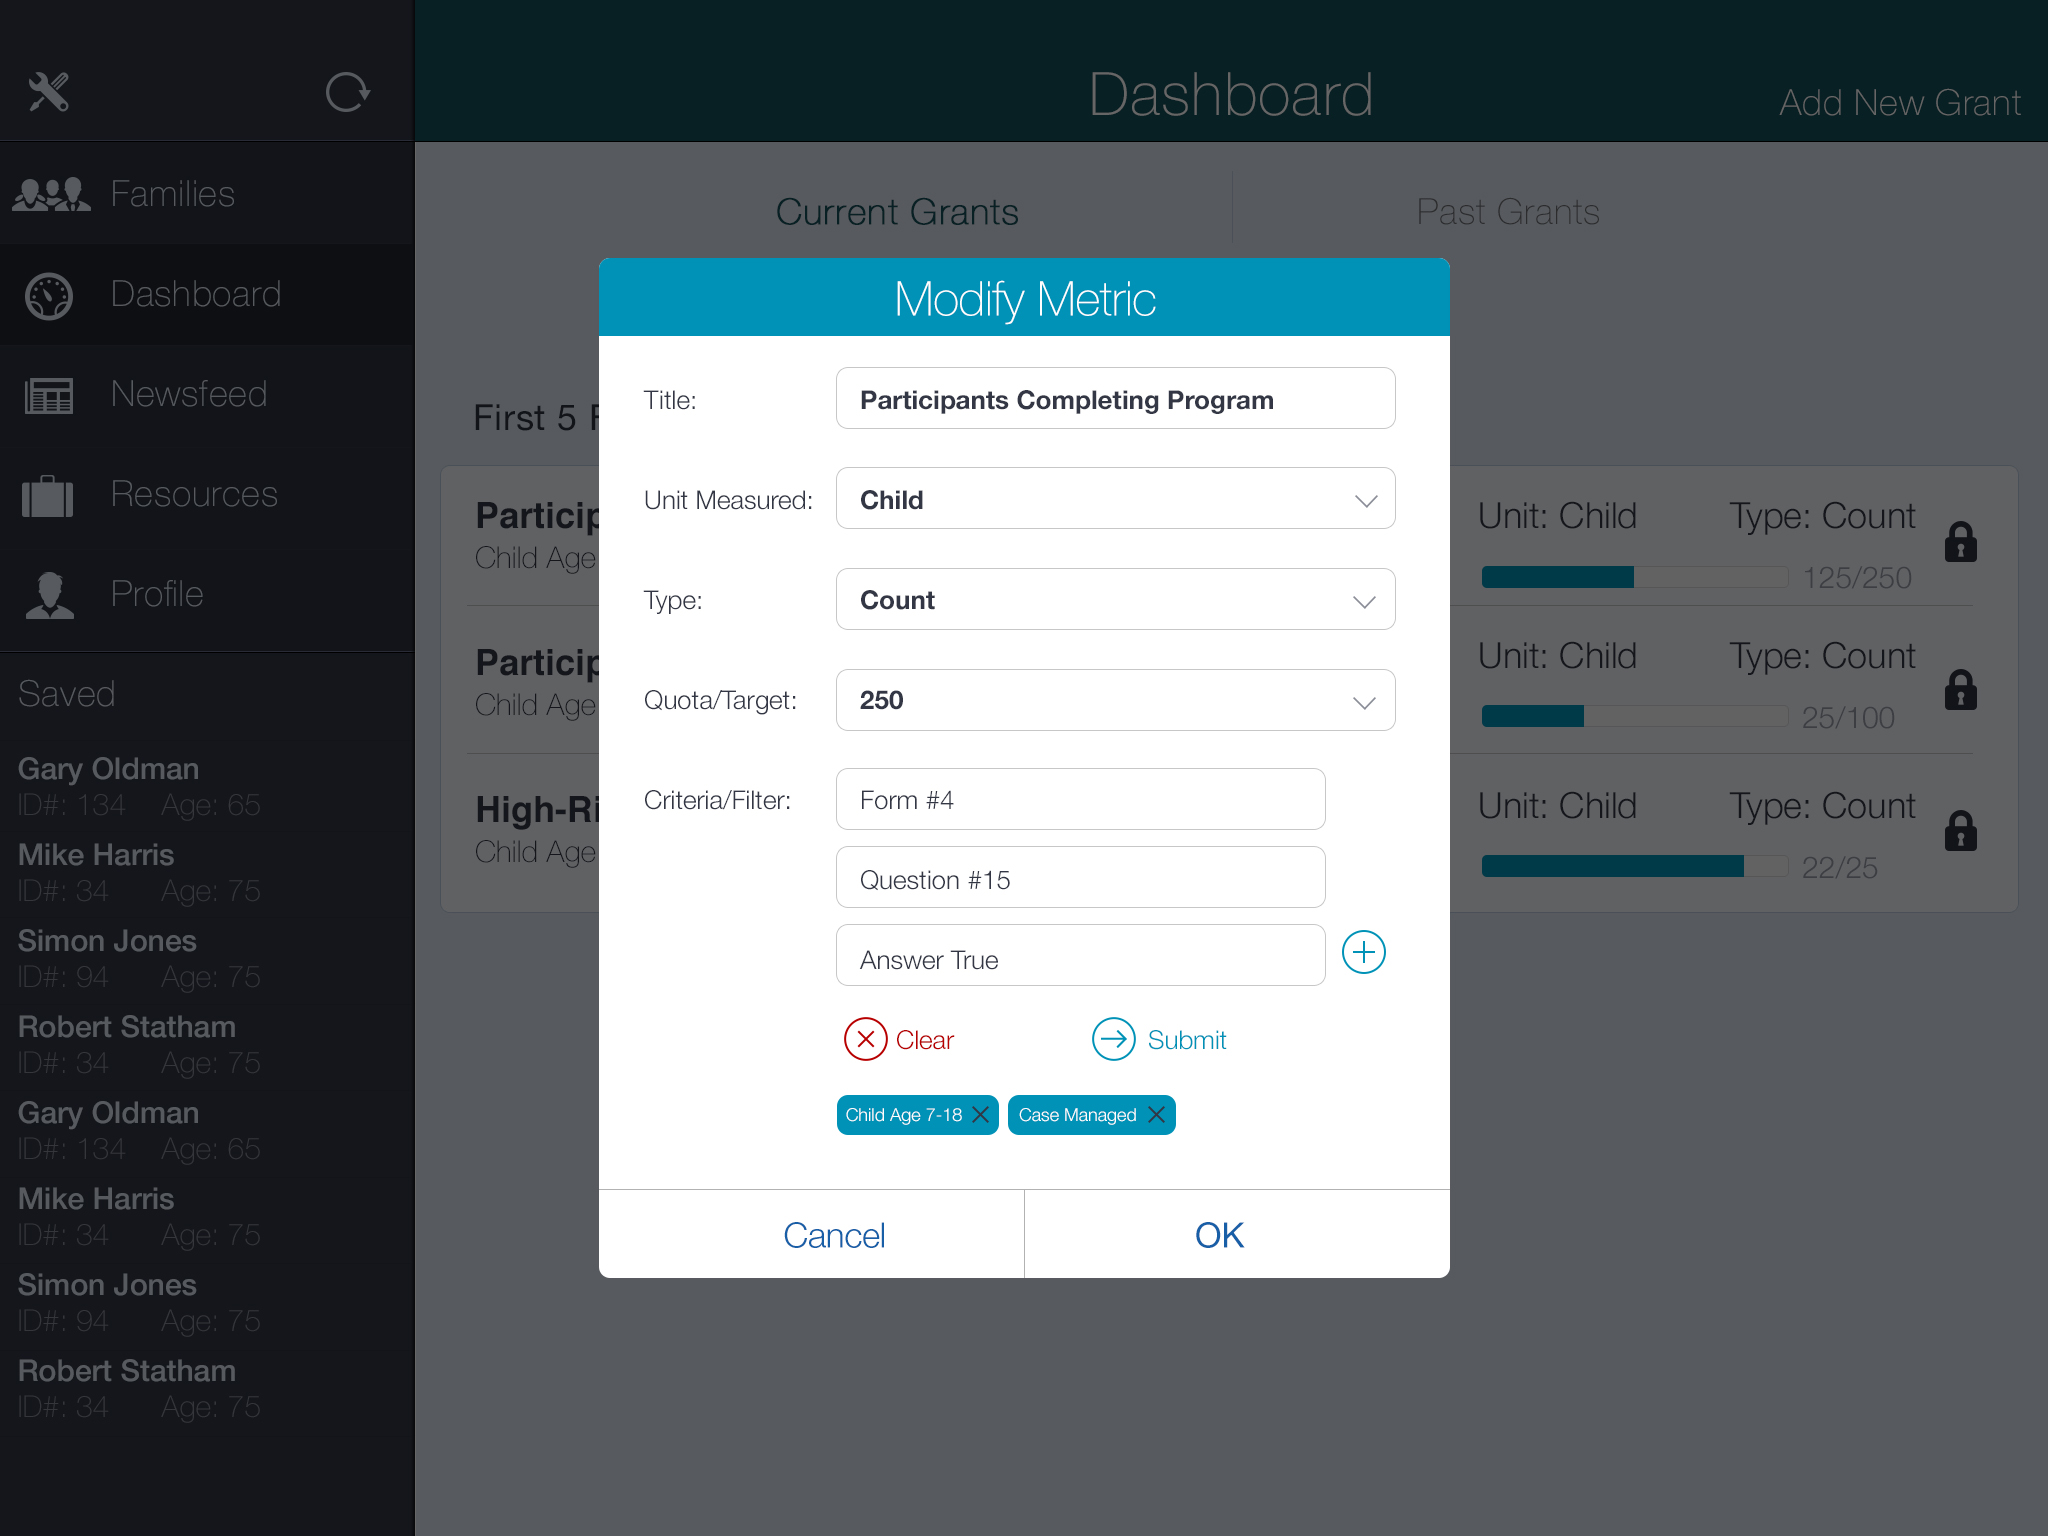 Dashboard
Add New Grant
Families
Dashboard
Newsfeed
Resources
Profile
Saved
Gary Oldman
ID#: 134 Age: 65
Mike Harris
ID#: 34 Age: 75
Simon Jones
ID#: 94 Age: 75
Robert Statham
ID#: 34 Age: 75
Gary Oldman
ID#: 134 Age: 65
Mike Harris
ID#: 34 Age: 75
Simon Jones
ID#: 94 Age: 75
Robert Statham
ID#: 34 Age: 75
Current Grants
Past Grants
First 5
Particip
Child Age
Unit: Child Type: Count
125/250
Particip
Child Age
Unit: Child Type: Count
25/100
High-Ri
Child Age
Unit: Child Type: Count
22/25
Modify Metric
Title: Participants Completing Program
Unit Measured: Child
Type: Count
Quota/Target: 250
Criteria/Filter: Form #4
Question #15
Answer True
Clear
Submit
Child Age 7-18
Case Managed
Cancel
OK